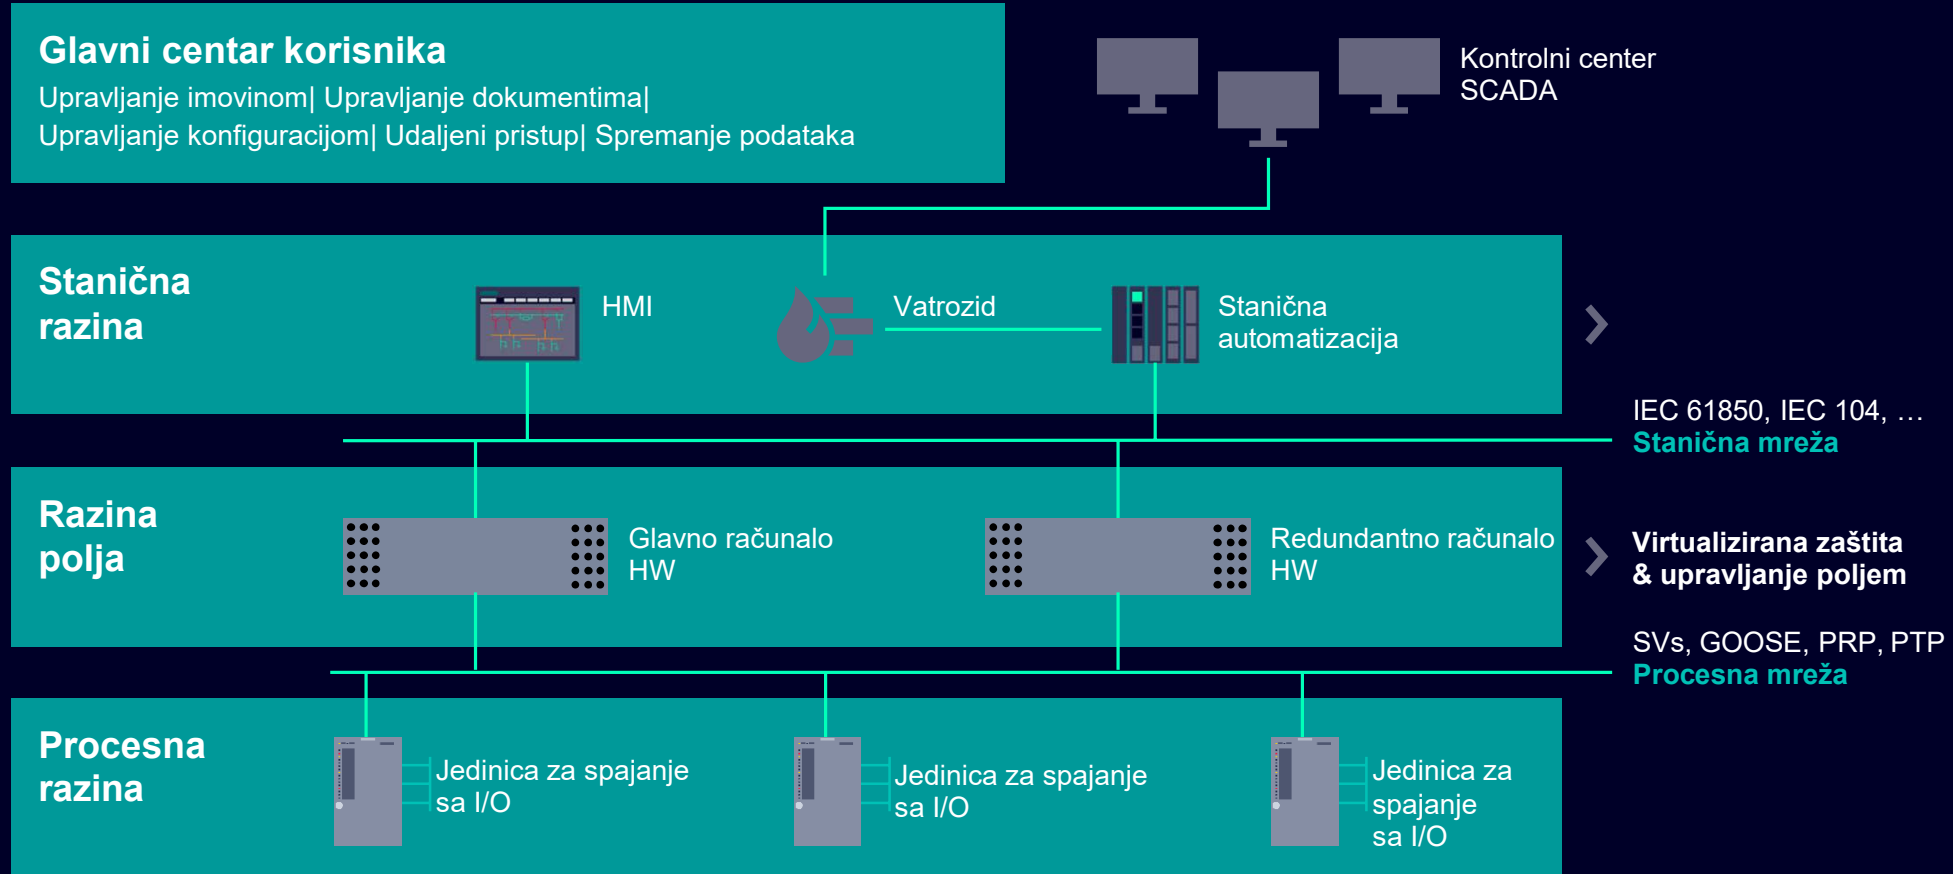 Glavni centar korisnika
Upravljanje imovinom| Upravljanje dokumentima|
Upravljanje konfiguracijom| Udaljeni pristup| Spremanje podataka
Kontrolni center
SCADA
Stanična
razina
HMI
Vatrozid
Stanična
automatizacija
IEC 61850, IEC 104, …
Stanična mreža
Razina
polja
Glavno računalo
HW
Redundantno računalo
HW
Virtualizirana zaštita
& upravljanje poljem
SVs, GOOSE, PRP, PTP
Procesna mreža
Procesna
razina
Jedinica za spajanje
sa I/O
Jedinica za spajanje
sa I/O
Jedinica za
spajanje
sa I/O